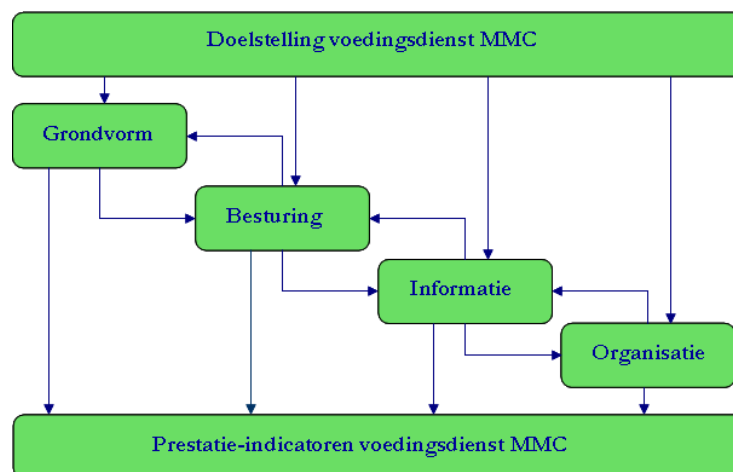 Doelstelling voedingsdienst MMC
Grondvorm
Besturing
Informatie
Organisatie
Prestatie-indicatoren voedingsdienst MMC